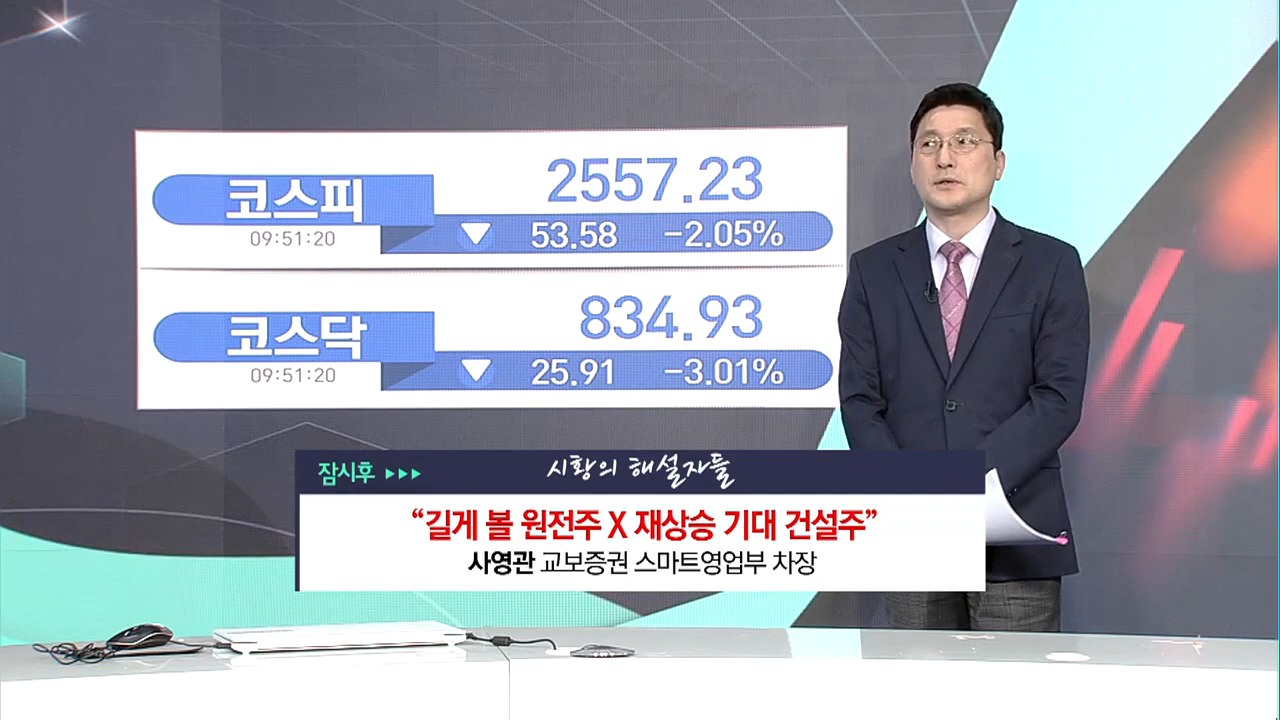 코스피
2557.23
09:51:20
▼ 53.58 -2.05%
코스닥
834.93
09:51:20
▼ 25.91 -3.01%
잠시후 ▶▶▶
시황의 해설자들
“길게 볼 원전주 X 재상승 기대 건설주”
사영관 교보증권 스마트영업부 차장